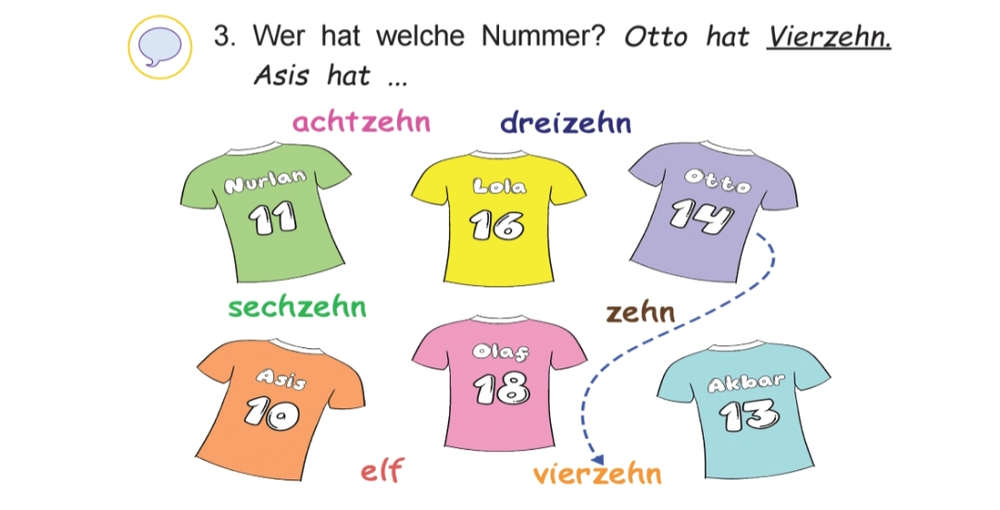 3. Wer hat welche Nummer? Otto hat Vierzehn.
Asis hat ...
achtzehn dreizehn
Nurlan
11
Lola
16
Otto
14
sechzehn zehn
Asis
10
Olaf
18
Akbar
13
elf vierzehn